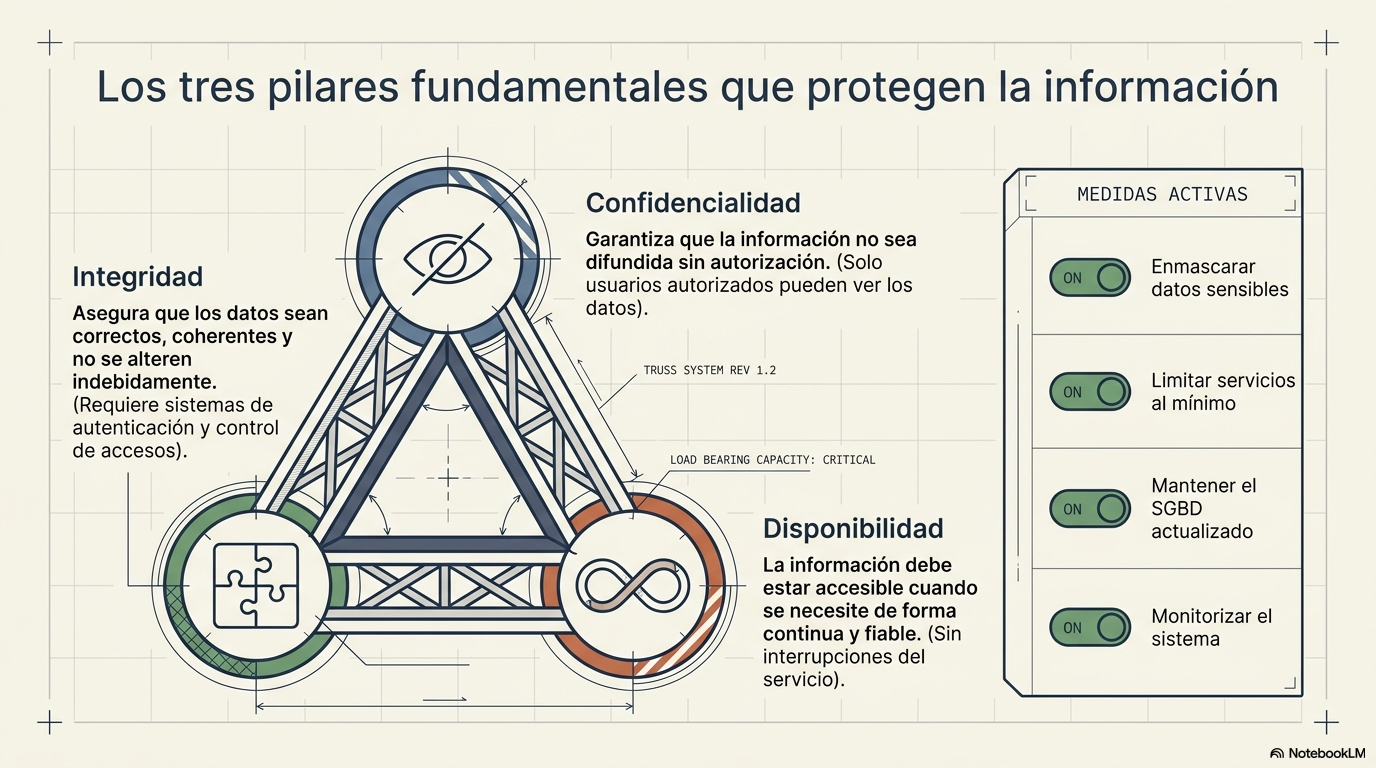 Los tres pilares fundamentales que protegen la información
Confidencialidad
Garantiza que la información no sea
difundida sin autorización. (Solo
usuarios autorizados pueden ver los
datos).
Integridad
Asegura que los datos sean
correctos, coherentes y
no se alteren
indebidamente.
(Requiere sistemas de
autenticación y control
de accesos).
TRUSS SYSTEM REV 1.2
LOAD BEARING CAPACITY: CRITICAL
Disponibilidad
La información debe
estar accesible cuando
se necesite de forma
continua y fiable. (Sin
interrupciones del
servicio).
MEDIDAS ACTIVAS
ON
Enmascarar
datos sensibles
ON
Limitar servicios
al mínimo
ON
Mantener el
SGBD
actualizado
ON
Monitorizar el
sistema
NotebookLM